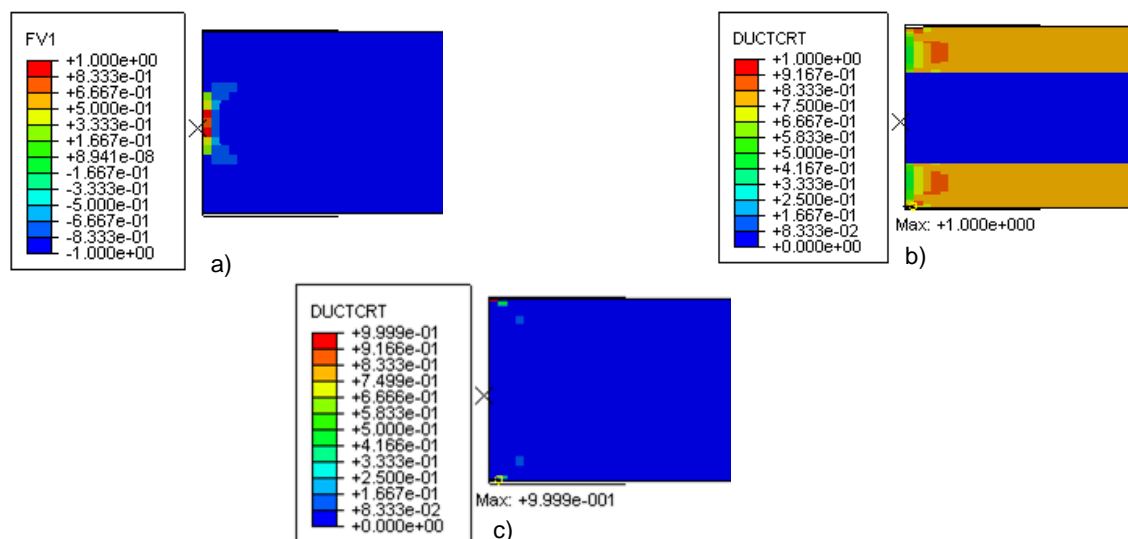 FV1
+1.000e+00
+8.333e-01
+6.667e-01
+5.000e-01
+3.333e-01
+1.667e-01
+8.941e-08
-1.667e-01
-3.333e-01
-5.000e-01
-6.667e-01
-8.333e-01
-1.000e+00
a)
DUCTCRT
+1.000e+00
+9.167e-01
+8.333e-01
+7.500e-01
+6.667e-01
+5.833e-01
+5.000e-01
+4.167e-01
+3.333e-01
+2.500e-01
+1.667e-01
+8.333e-02
+0.000e+00
Max: +1.000e+000
b)
DUCTCRT
+9.999e-01
+9.166e-01
+8.333e-01
+7.499e-01
+6.666e-01
+5.833e-01
+5.000e-01
+4.166e-01
+3.333e-01
+2.500e-01
+1.667e-01
+8.333e-02
+0.000e+00
Max: +9.999e-001
c)